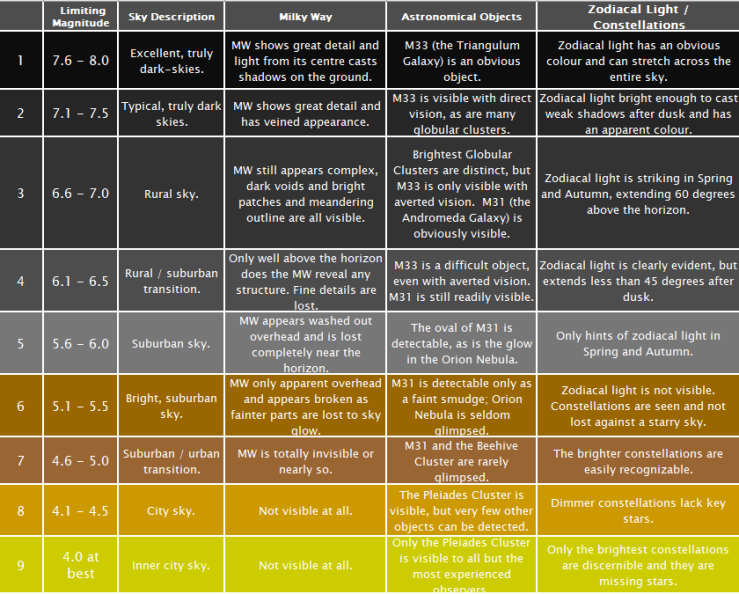 Limiting
Magnitude
Sky Description
Milky Way
Astronomical Objects
Zodiacal Light /
Constellations
1
7.6 – 8.0
Excellent, truly
dark-skies.
MW shows great detail and
light from its centre casts
shadows on the ground.
M33 (the Triangulum
Galaxy) is an obvious
object.
Zodiacal light has an obvious
colour and can stretch across the
entire sky.
2
7.1 – 7.5
Typical, truly dark
skies.
MW shows great detail and
has veined appearance.
M33 is visible with direct
vision, as are many
globular clusters.
Zodiacal light bright enough to cast
weak shadows after dusk and has
an apparent colour.
3
6.6 – 7.0
Rural sky.
MW still appears complex,
dark voids and bright
patches and meandering
outline are all visible.
Brightest Globular
Clusters are distinct, but
M33 is only visible with
averted vision. M31 (the
Andromeda Galaxy) is
obviously visible.
Zodiacal light is striking in Spring
and Autumn, extending 60 degrees
above the horizon.
4
6.1 – 6.5
Rural / suburban
transition.
Only well above the horizon
does the MW reveal any
structure. Fine details are
lost.
M33 is a difficult object,
even with averted vision.
M31 is still readily visible.
Zodiacal light is clearly evident, but
extends less than 45 degrees after
dusk.
5
5.6 – 6.0
Suburban sky.
MW appears washed out
overhead and is lost
completely near the
horizon.
The oval of M31 is
detectable, as is the glow
in the Orion Nebula.
Only hints of zodiacal light in
Spring and Autumn.
6
5.1 – 5.5
Bright, suburban
sky.
MW only apparent overhead
and appears broken as
fainter parts are lost to sky
glow.
M31 is detectable only as
a faint smudge; Orion
Nebula is seldom
glimpsed.
Zodiacal light is not visible.
Constellations are seen and not
lost against a starry sky.
7
4.6 – 5.0
Suburban / urban
transition.
MW is totally invisible or
nearly so.
M31 and the Beehive
Cluster are rarely
glimpsed.
The brighter constellations are
easily recognizable.
8
4.1 – 4.5
City sky.
Not visible at all.
The Pleiades Cluster is
visible, but very few other
objects can be detected.
Dimmer constellations lack key
stars.
9
4.0 at
best
Inner city sky.
Not visible at all.
Only the Pleiades Cluster
is visible to all but the
most experienced
observers.
Only the brightest constellations
are discernible and they are
missing stars.